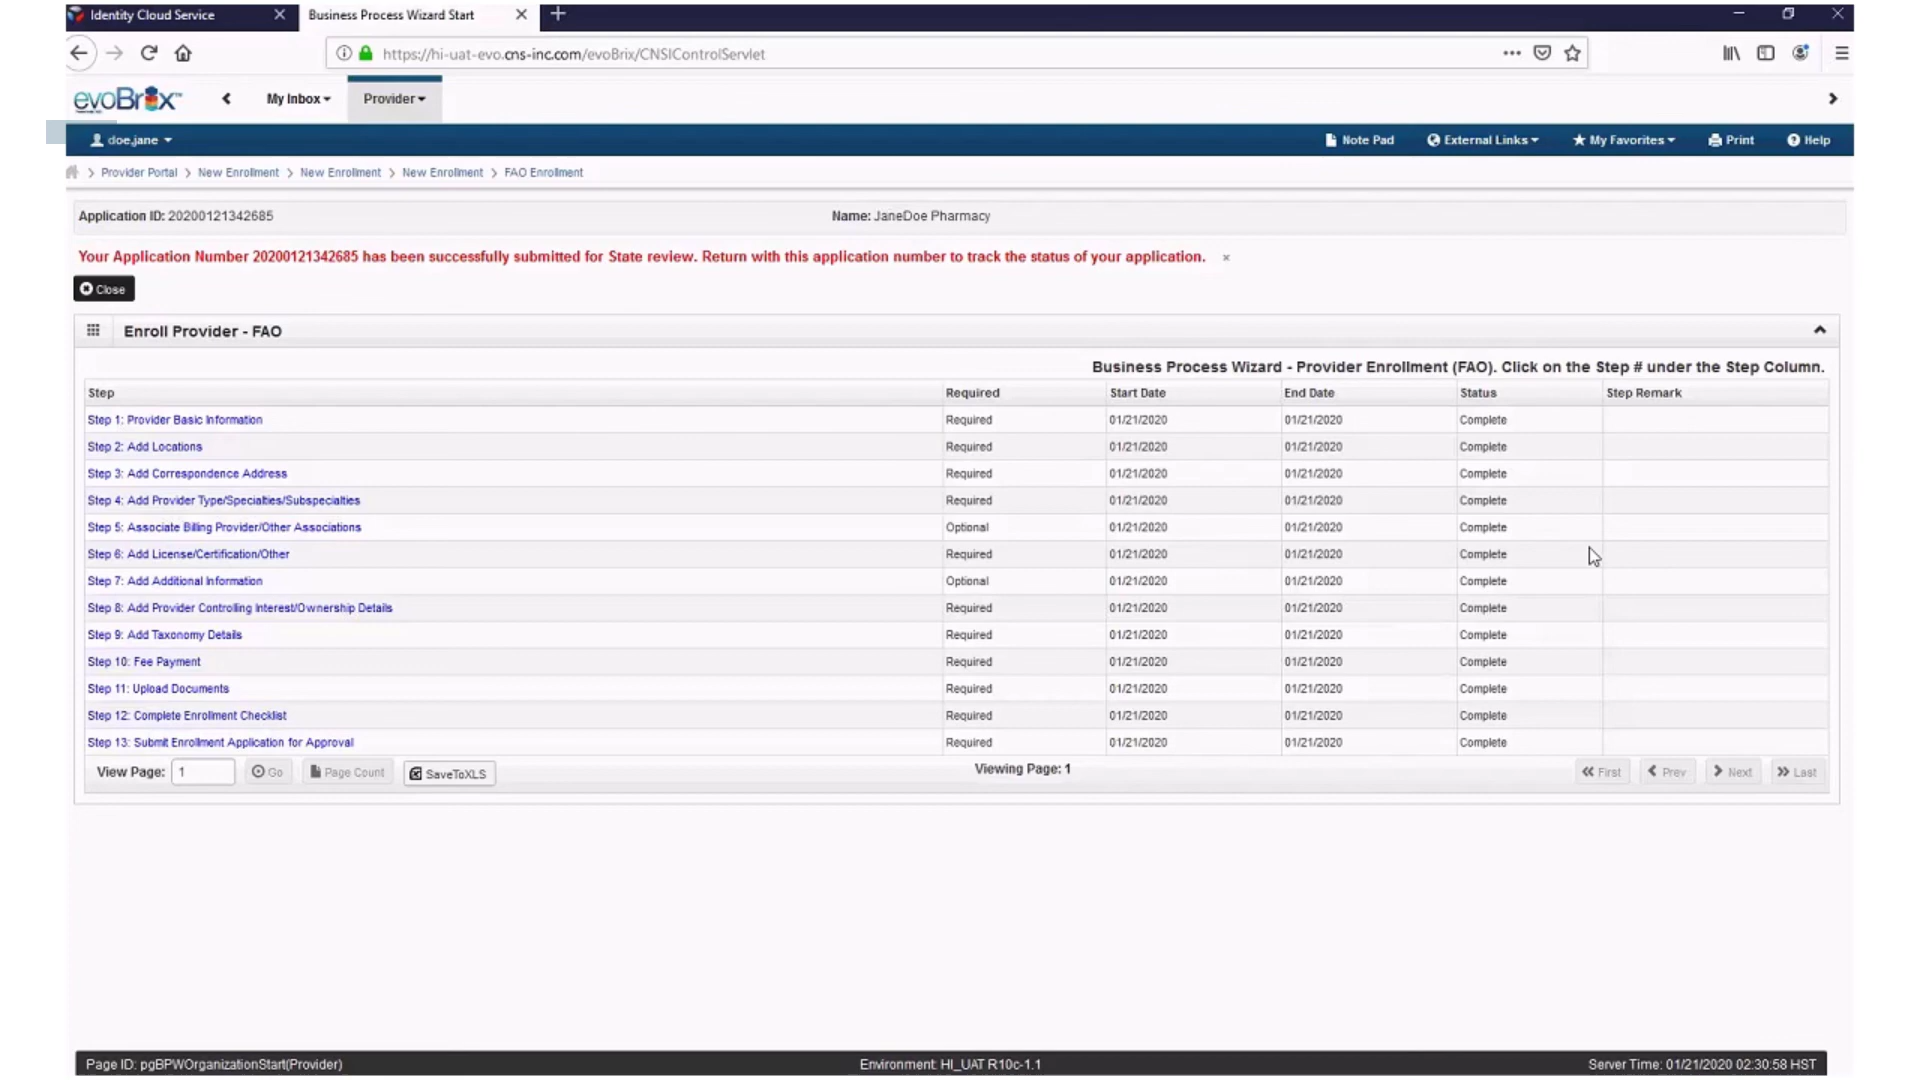 Identity Cloud Service
Business Process Wizard Start
https://hi-uat-evo.cns-inc.com/evoBrix/CNSIControlServlet
evoBrix™
My Inbox
Provider
doe,jane
Note Pad
External Links
My Favorites
Print
Help
Provider Portal > New Enrollment > New Enrollment > New Enrollment > FAO Enrollment
Application ID: 20200121342685 Name: JaneDoe Pharmacy
Your Application Number 20200121342685 has been successfully submitted for State review. Return with this application number to track the status of your application. ×
Close
Enroll Provider - FAO
Business Process Wizard - Provider Enrollment (FAO). Click on the Step # under the Step Column.
Step Required Start Date End Date Status Step Remark
Step 1: Provider Basic Information Required 01/21/2020 01/21/2020 Complete
Step 2: Add Locations Required 01/21/2020 01/21/2020 Complete
Step 3: Add Correspondence Address Required 01/21/2020 01/21/2020 Complete
Step 4: Add Provider Type/Specialties/Subspecialties Required 01/21/2020 01/21/2020 Complete
Step 5: Associate Billing Provider/Other Associations Optional 01/21/2020 01/21/2020 Complete
Step 6: Add License/Certification/Other Required 01/21/2020 01/21/2020 Complete
Step 7: Add Additional Information Optional 01/21/2020 01/21/2020 Complete
Step 8: Add Provider Controlling Interest/Ownership Details Required 01/21/2020 01/21/2020 Complete
Step 9: Add Taxonomy Details Required 01/21/2020 01/21/2020 Complete
Step 10: Fee Payment Required 01/21/2020 01/21/2020 Complete
Step 11: Upload Documents Required 01/21/2020 01/21/2020 Complete
Step 12: Complete Enrollment Checklist Required 01/21/2020 01/21/2020 Complete
Step 13: Submit Enrollment Application for Approval Required 01/21/2020 01/21/2020 Complete
View Page: 1 Go Page Count SaveToXLS Viewing Page: 1 First Prev Next Last
Page ID: pgBPWOrganizationStart(Provider) Environment: HI_UAT R10c-1.1 Server Time: 01/21/2020 02:30:58 HST